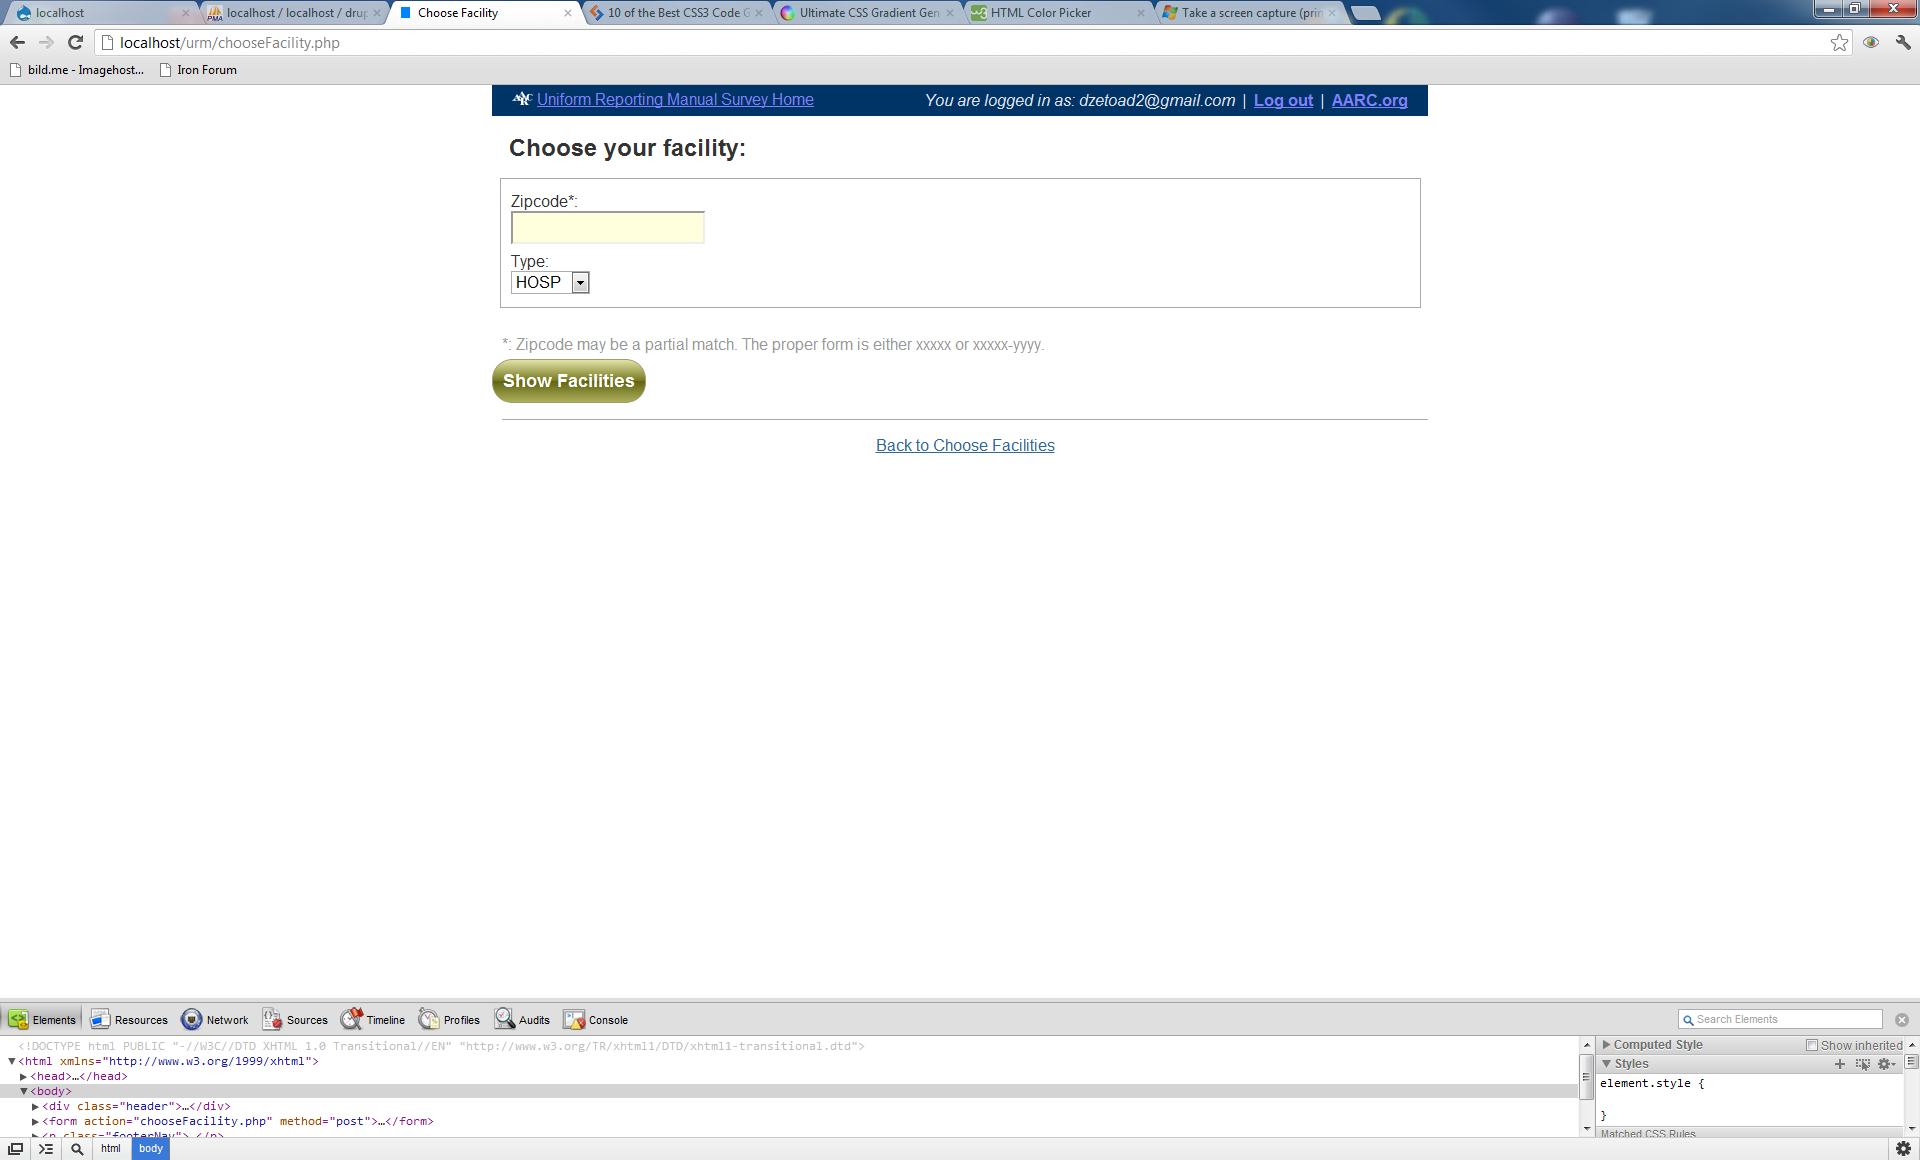 localhost
localhost / localhost / drup
Choose Facility
10 of the Best CSS3 Code G
Ultimate CSS Gradient Gen
HTML Color Picker
Take a screen capture (prin
localhost/urm/chooseFacility.php
bild.me - Imagehost...
Iron Forum
AARC Uniform Reporting Manual Survey Home
You are logged in as: dzetoad2@gmail.com | Log out | AARC.org
Choose your facility:
Zipcode*:
Type:
HOSP
*: Zipcode may be a partial match. The proper form is either xxxxx or xxxxx-yyyy.
Show Facilities
Back to Choose Facilities
Elements Resources Network Sources Timeline Profiles Audits Console
Search Elements
<!DOCTYPE html PUBLIC "-//W3C//DTD XHTML 1.0 Transitional//EN" "http://www.w3.org/TR/xhtml1/DTD/xhtml1-transitional.dtd">
<html xmlns="http://www.w3.org/1999/xhtml">
<head>…</head>
<body>
<div class="header">…</div>
<form action="chooseFacility.php" method="post">…</form>
<p class="footerNav">…</p>
Computed Style
Show inherited
Styles
element.style {
}
Matched CSS Rules
html
body